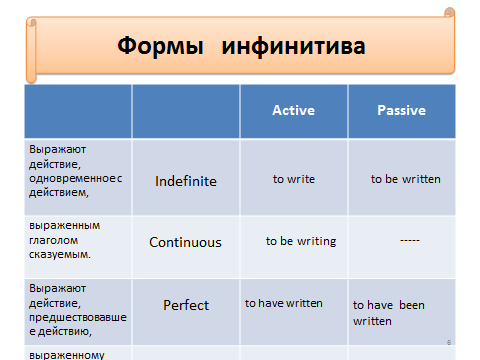 Формы инфинитива
Active Passive
Выражают
действие,
одновременное с
действием,
Indefinite
to write
to be written
выраженным
глаголом
сказуемым.
Continuous
to be writing
-----
Выражают
действие,
предшествовавше
е действию,
Perfect
to have written
to have been
written
выраженному
6